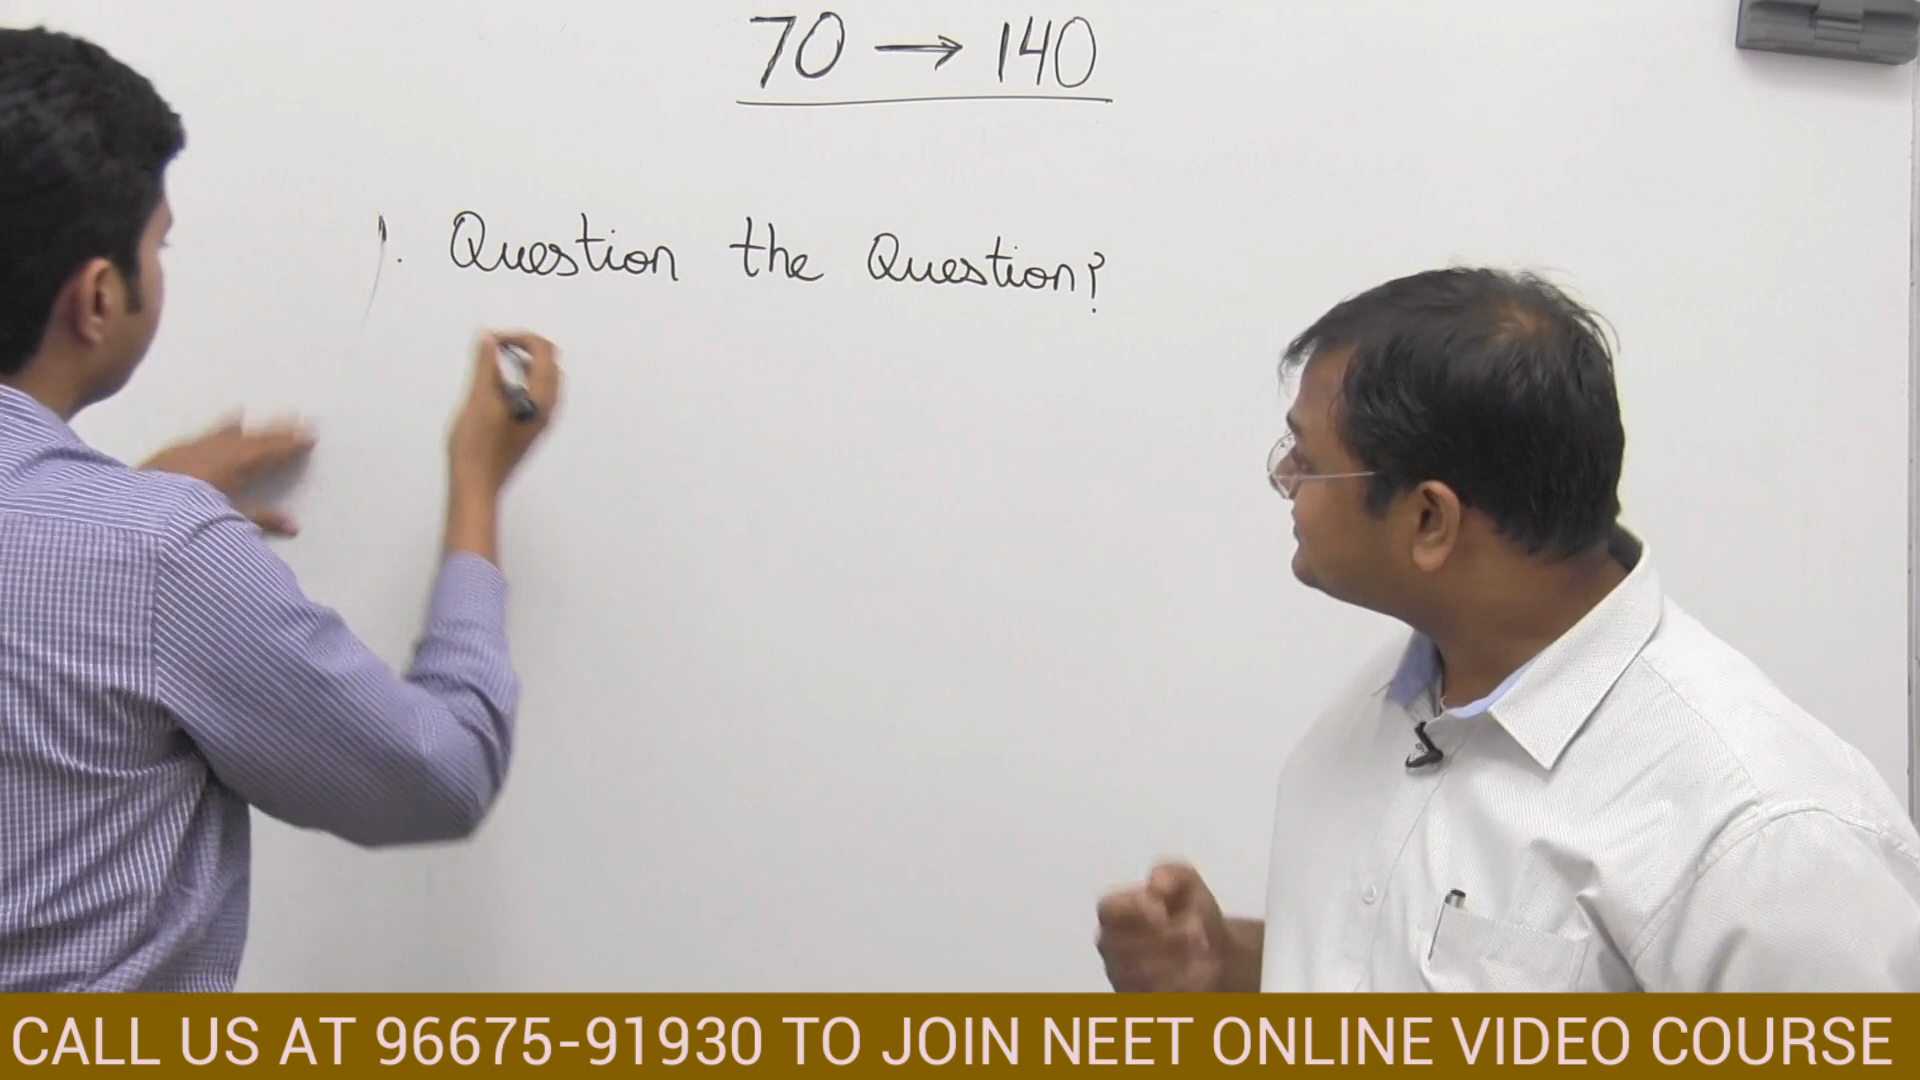 70 → 140
1. Question the Question?
CALL US AT 96675-91930 TO JOIN NEET ONLINE VIDEO COURSE